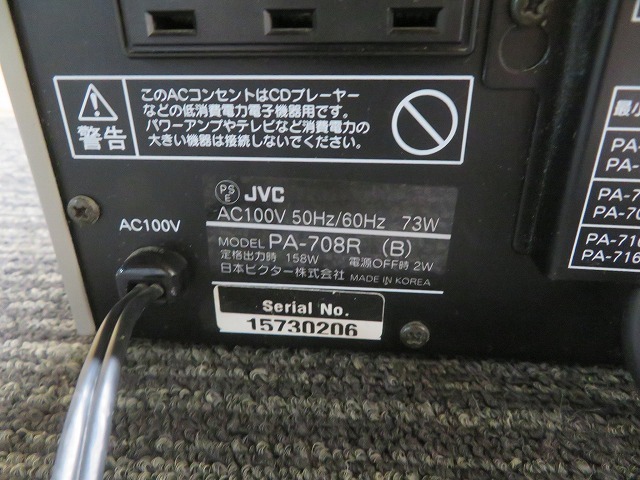 このACコンセントはCDプレーヤー
などの低消費電力電子機器用です。
パワーアンプやテレビなど消費電力の
大きい機器は接続しないでください。
警告
PS
E
JVC
AC100V 50Hz/60Hz 73W
MODEL PA-708R (B)
定格出力時 158W 電源OFF時 2W
日本ビクター株式会社 MADE IN KOREA
AC100V
Serial No.
15730206
最小
PA-
PA-
PA-7
PA-70
PA-716
PA-716